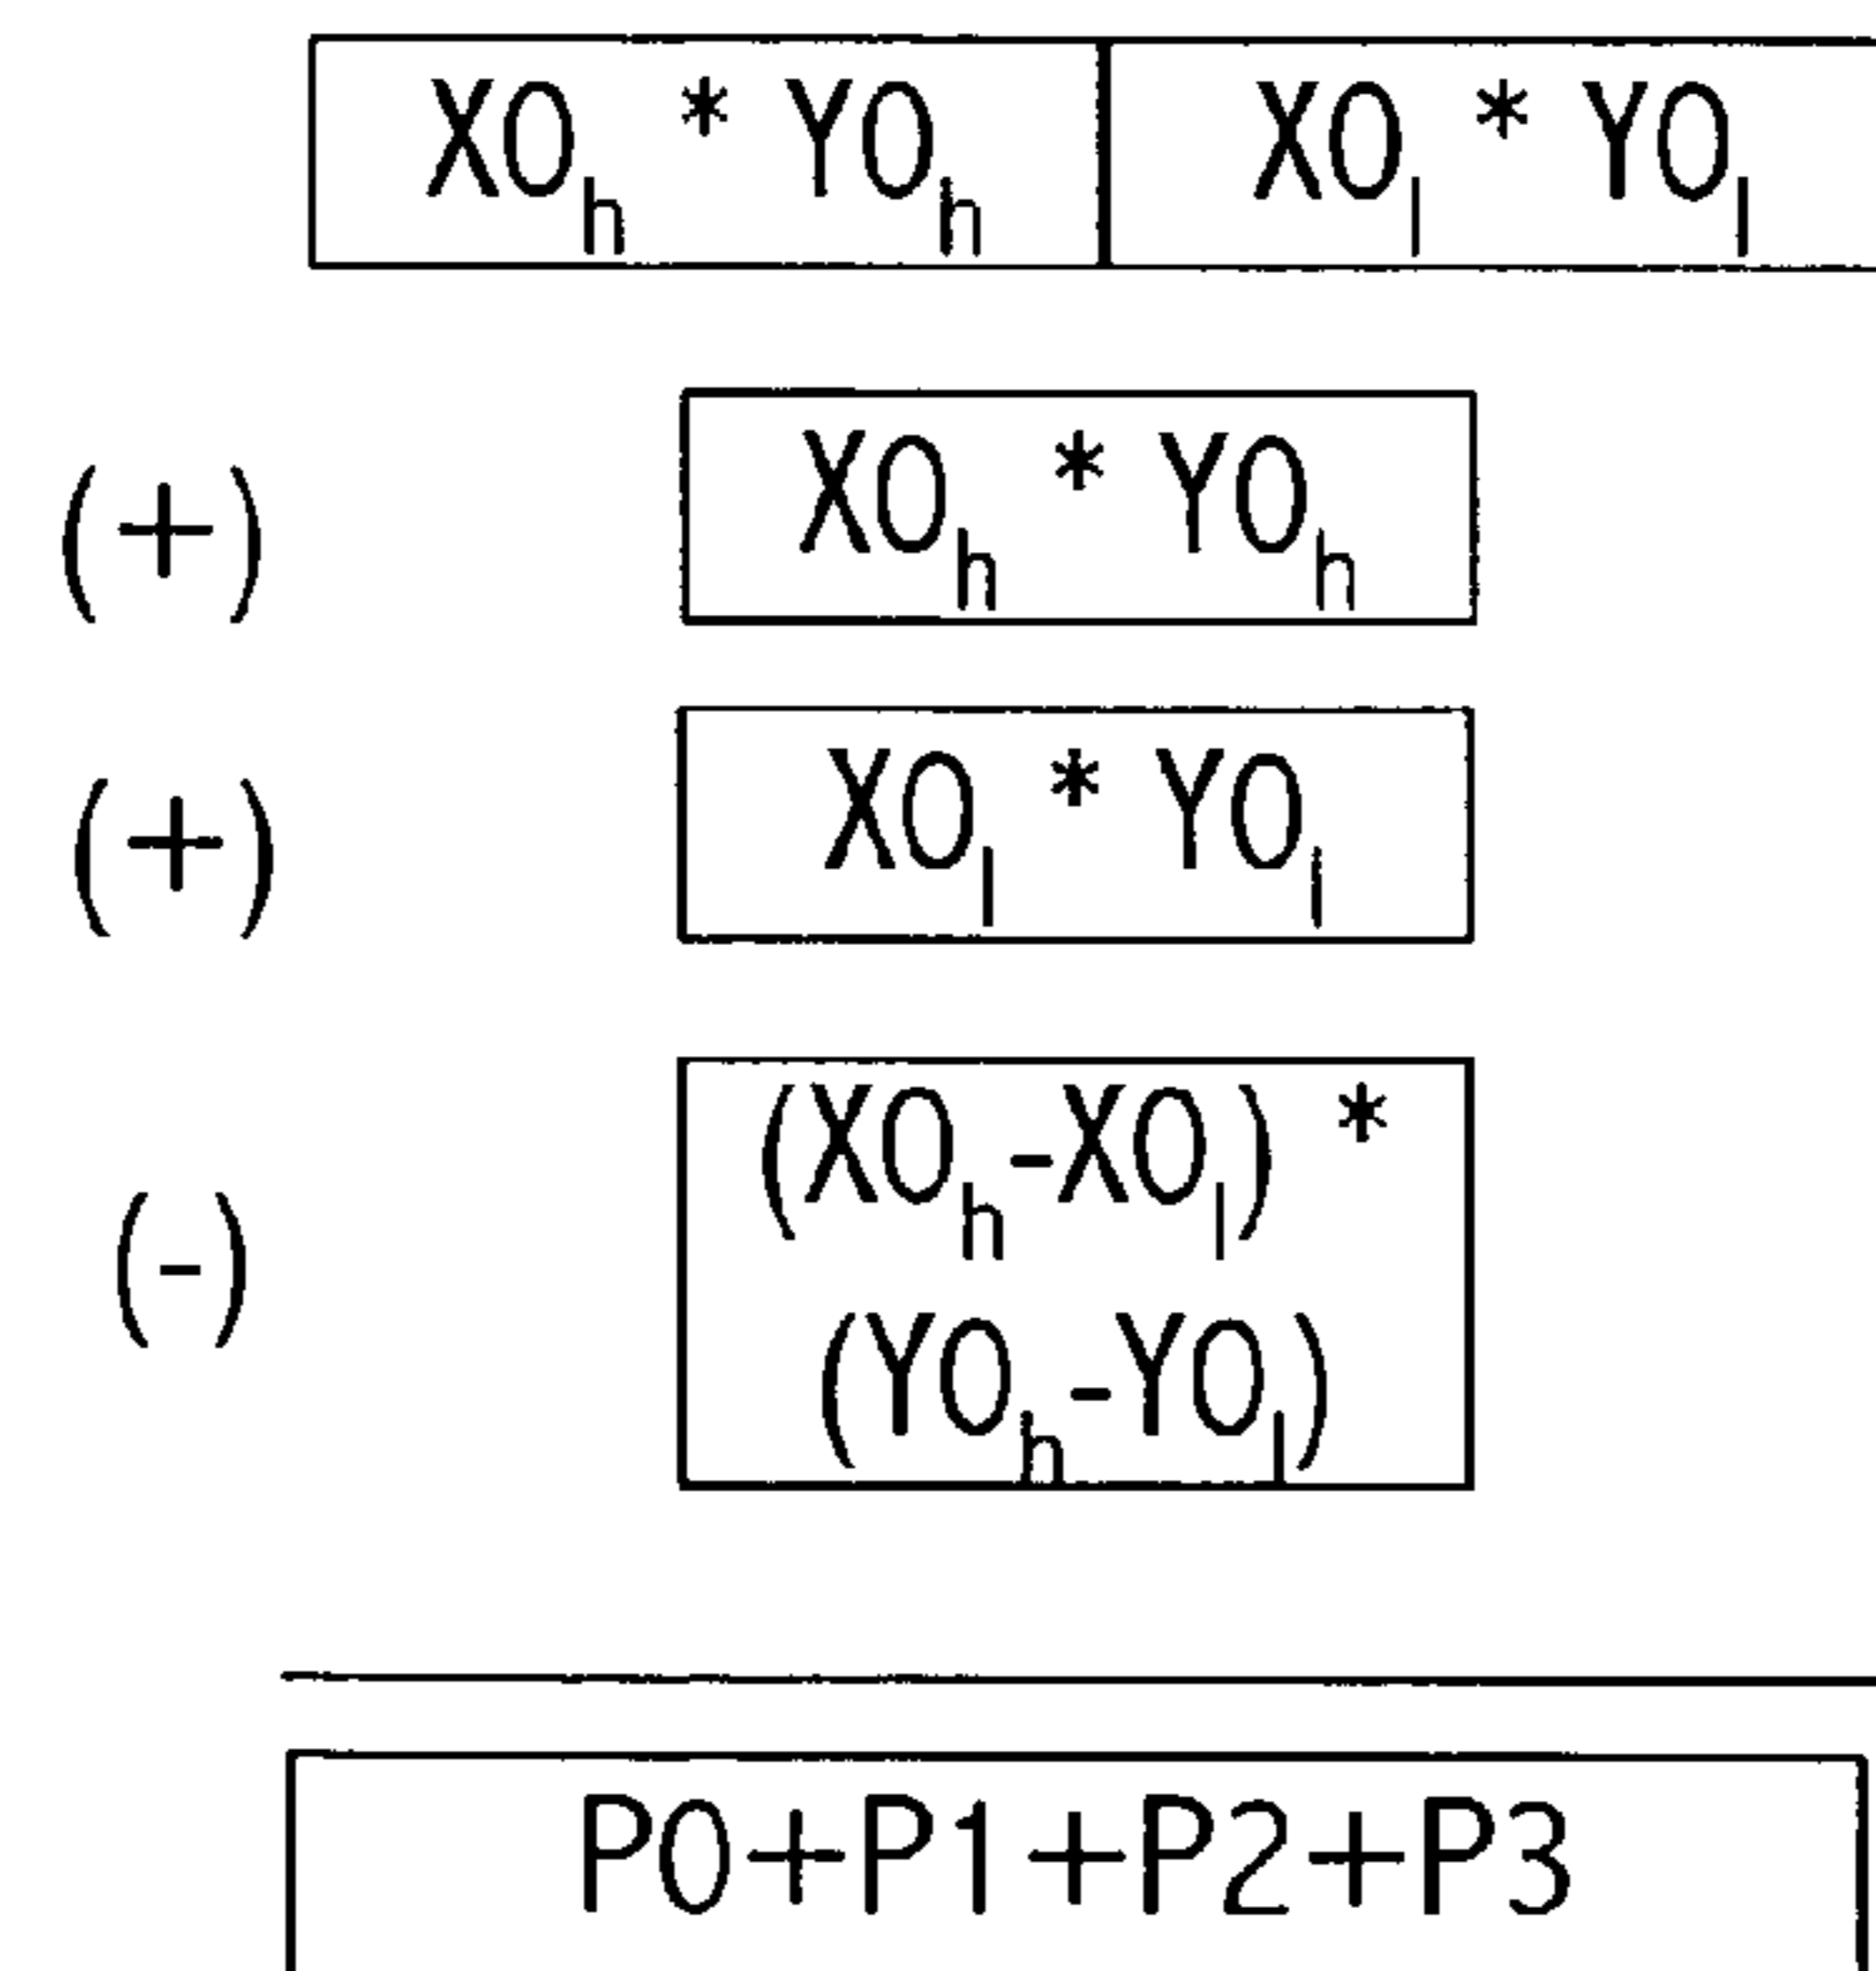 XO_h * YO_h XO_l * YO_l
(+) XO_h * YO_h
(+) XO_l * YO_l
(-) (XO_h-XO_l) *
(YO_h-YO_l)
P0+P1+P2+P3